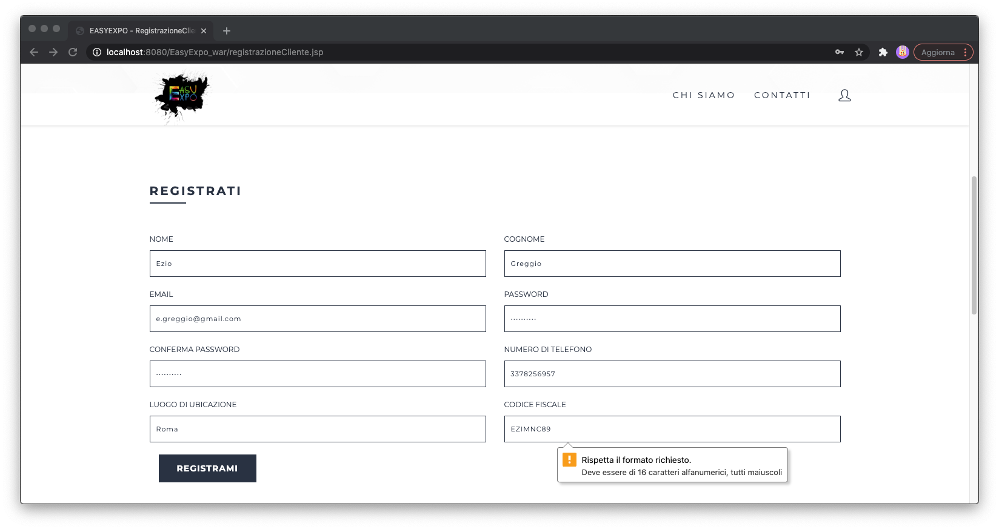 EASYEXPO - RegistrazioneClie
localhost:8080/EasyExpo_war/registrazioneCliente.jsp
Aggiorna
EASY
EXPO
CHI SIAMO
CONTATTI
REGISTRATI
NOME
COGNOME
Ezio
Greggio
EMAIL
PASSWORD
e.greggio@gmail.com
··········
CONFERMA PASSWORD
NUMERO DI TELEFONO
··········
3378256957
LUOGO DI UBICAZIONE
CODICE FISCALE
Roma
EZIMNC89
REGISTRAMI
Rispetta il formato richiesto.
Deve essere di 16 caratteri alfanumerici, tutti maiuscoli